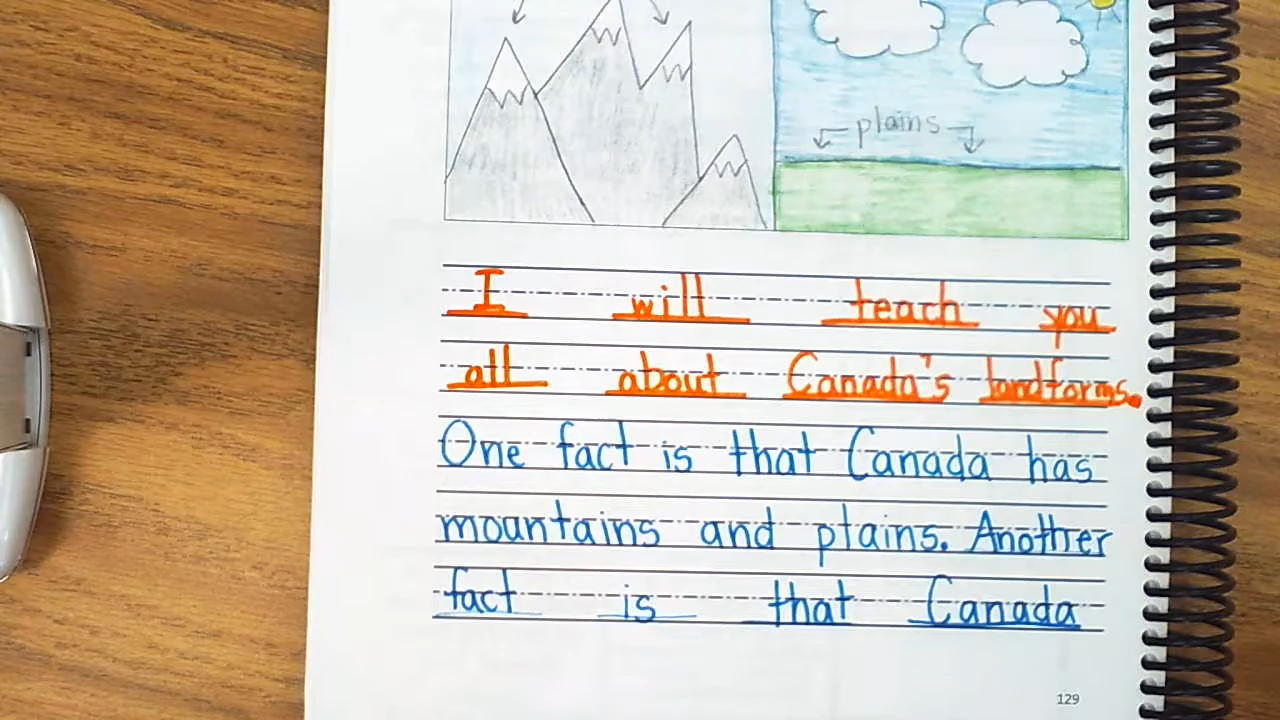 plains
I will teach you
all about Canada's landforms.
One fact is that Canada has
mountains and plains. Another
fact is that Canada
129